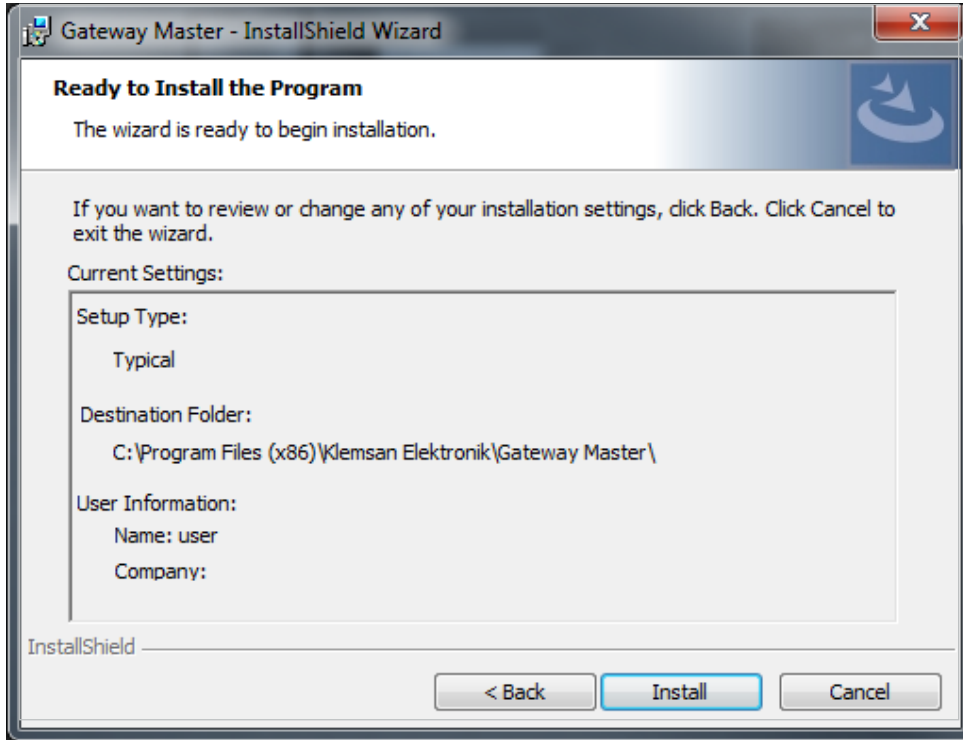 Gateway Master - InstallShield Wizard
Ready to Install the Program
The wizard is ready to begin installation.
If you want to review or change any of your installation settings, click Back. Click Cancel to
exit the wizard.
Current Settings:
Setup Type:
Typical
Destination Folder:
C:\Program Files (x86)\Klemsan Elektronik\Gateway Master\
User Information:
Name: user
Company:
InstallShield
< Back
Install
Cancel